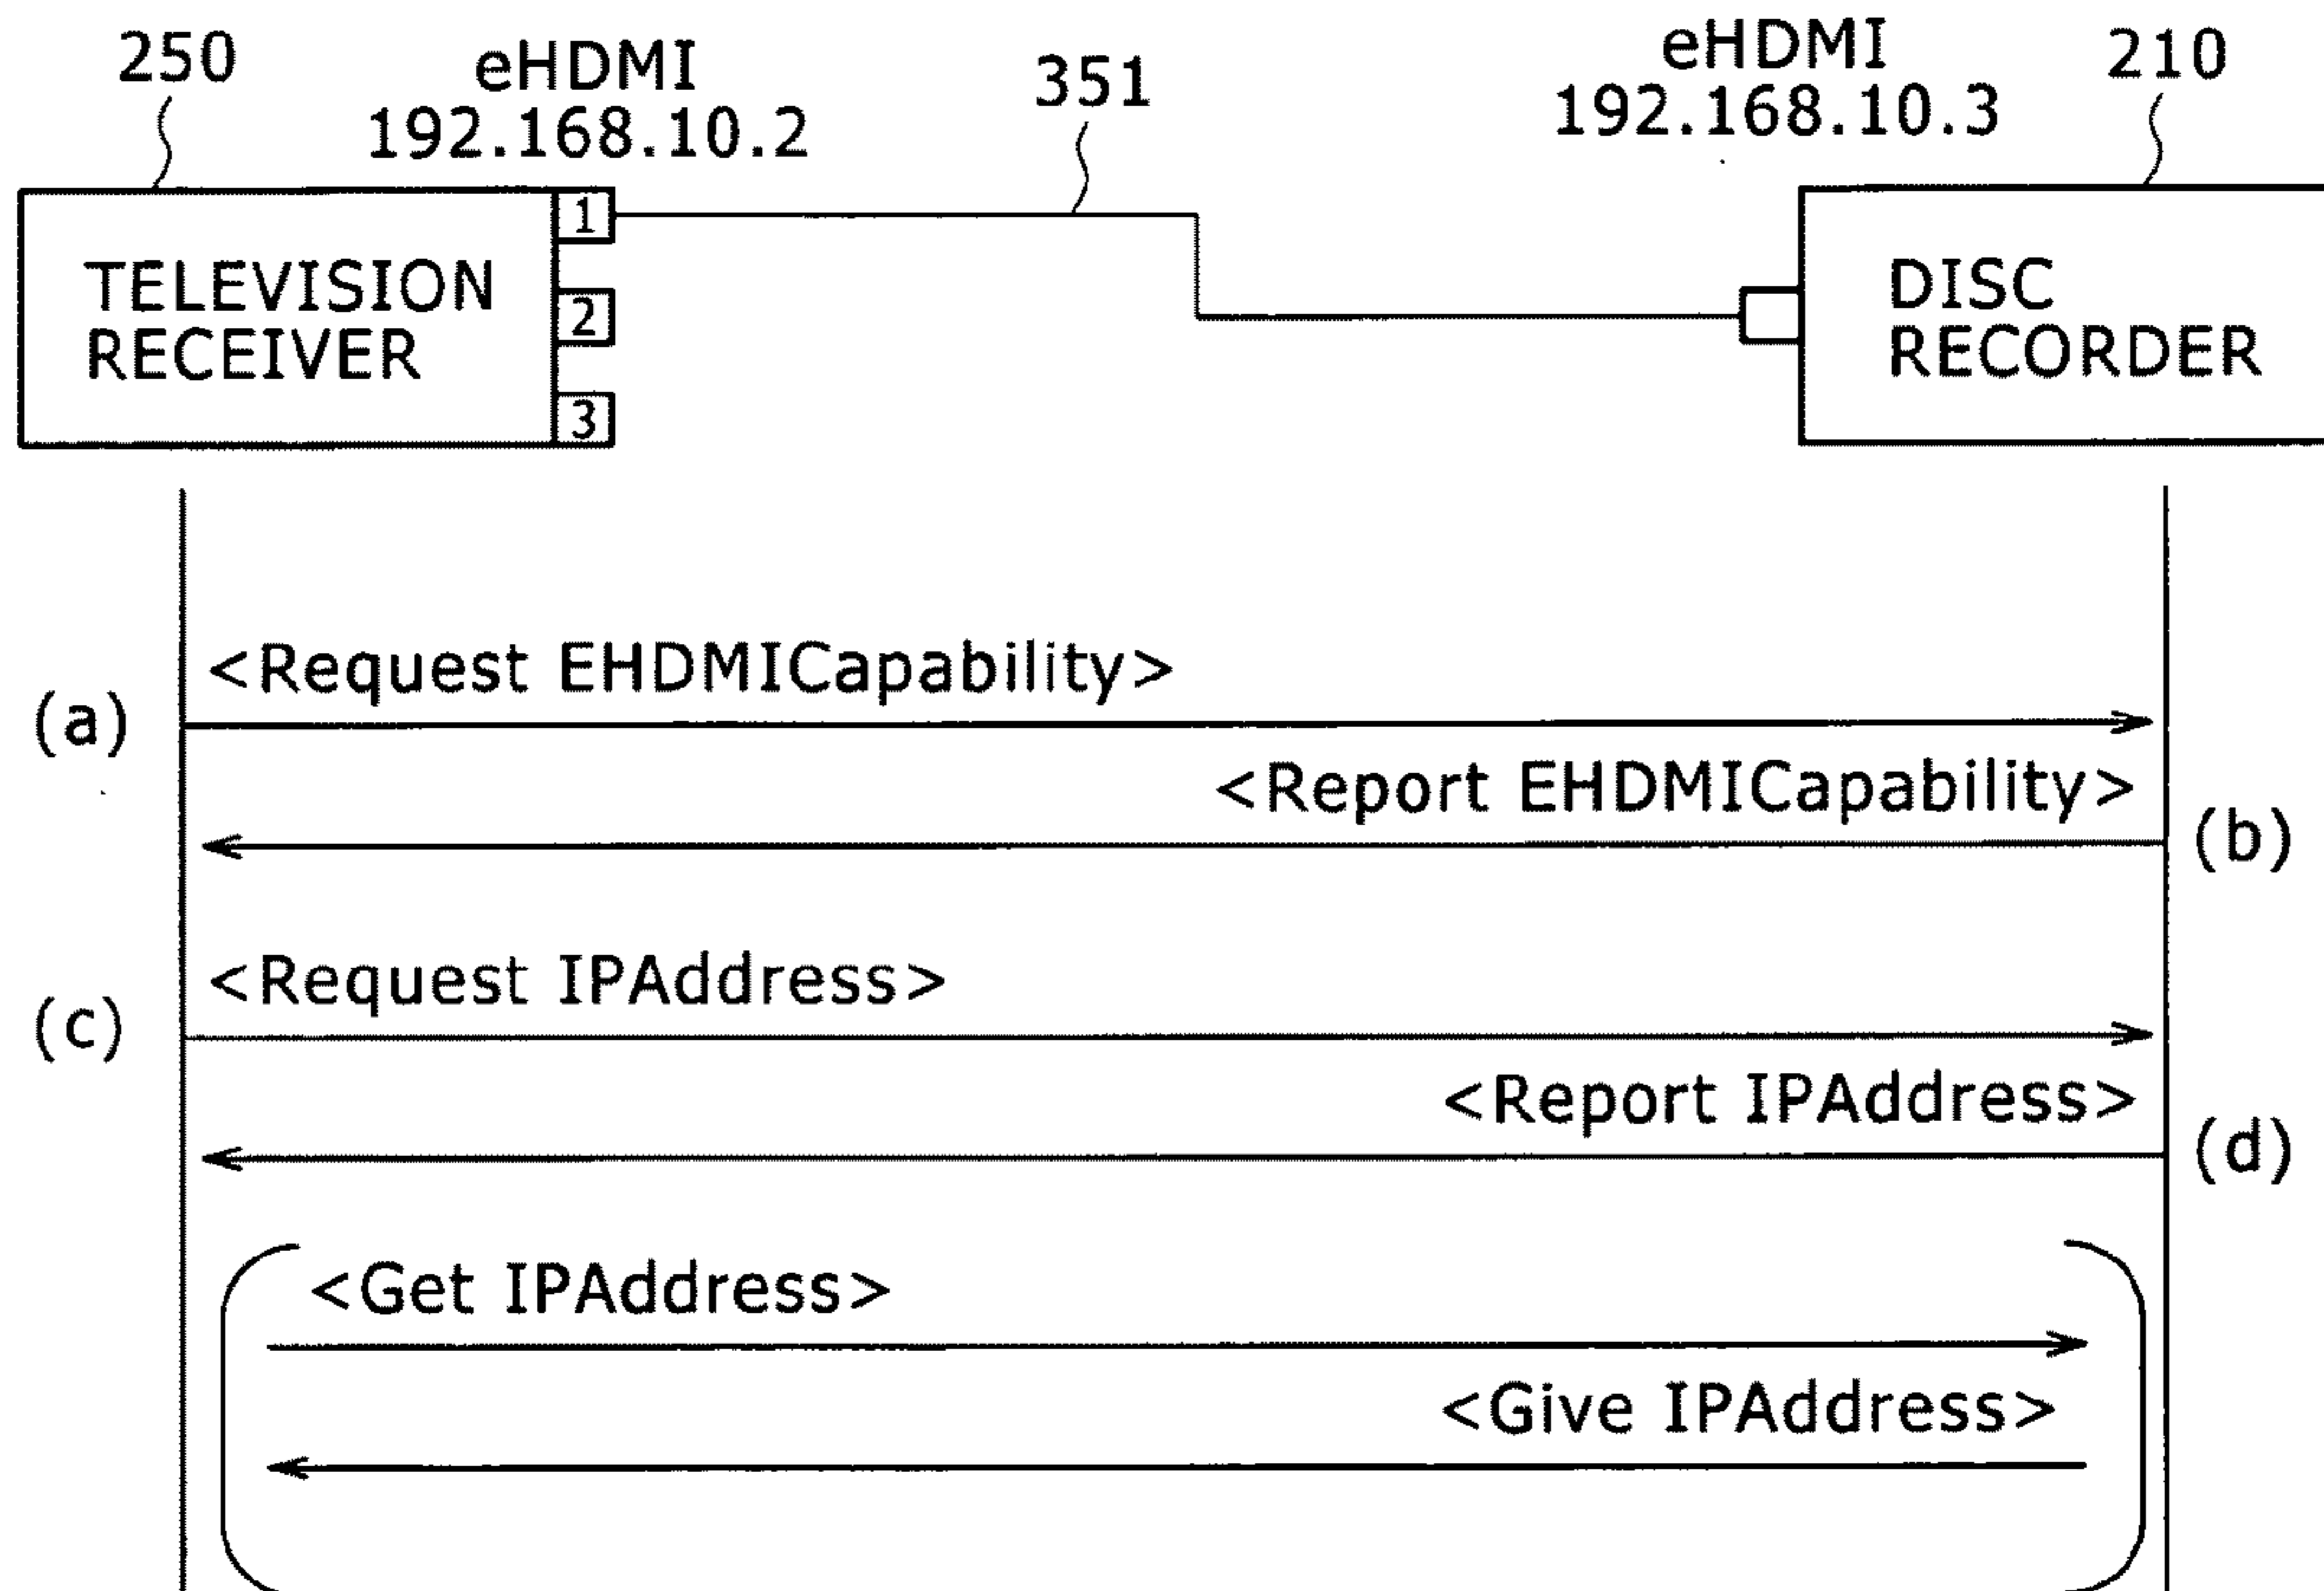 250
eHDMI
192.168.10.2
351
eHDMI
192.168.10.3
210
TELEVISION
RECEIVER
1
2
3
DISC
RECORDER
<Request EHDMICapability>
(a)
<Report EHDMICapability>
(b)
<Request IPAddress>
(c)
<Report IPAddress>
(d)
<Get IPAddress>
<Give IPAddress>